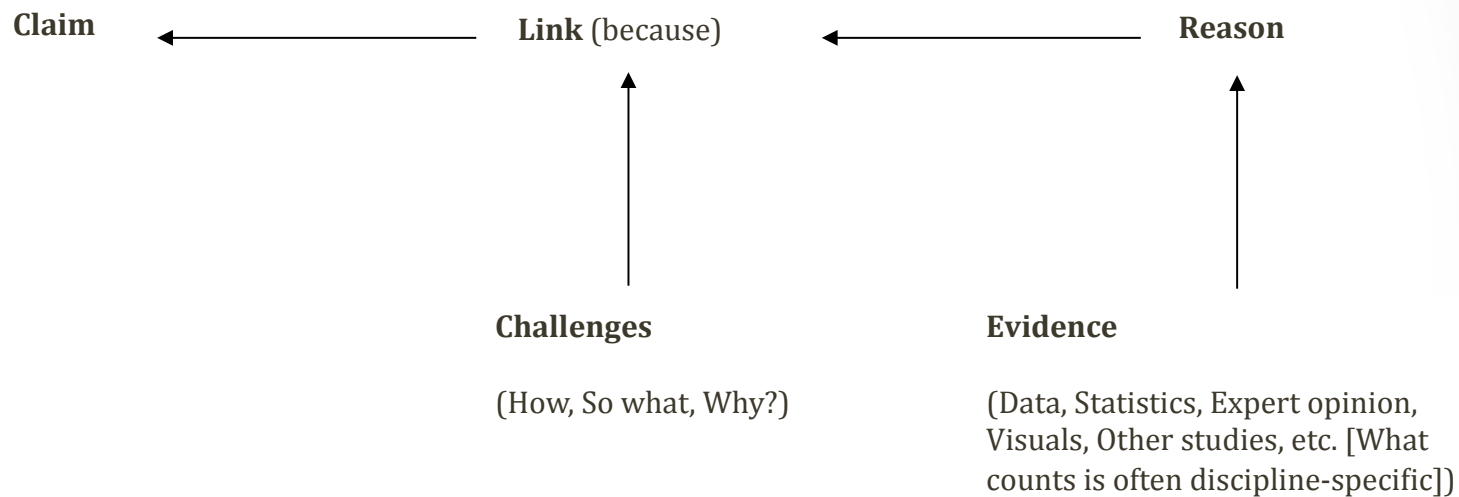 Claim
Link (because)
Reason
Challenges
(How, So what, Why?)
Evidence
(Data, Statistics, Expert opinion,
Visuals, Other studies, etc. [What
counts is often discipline-specific])